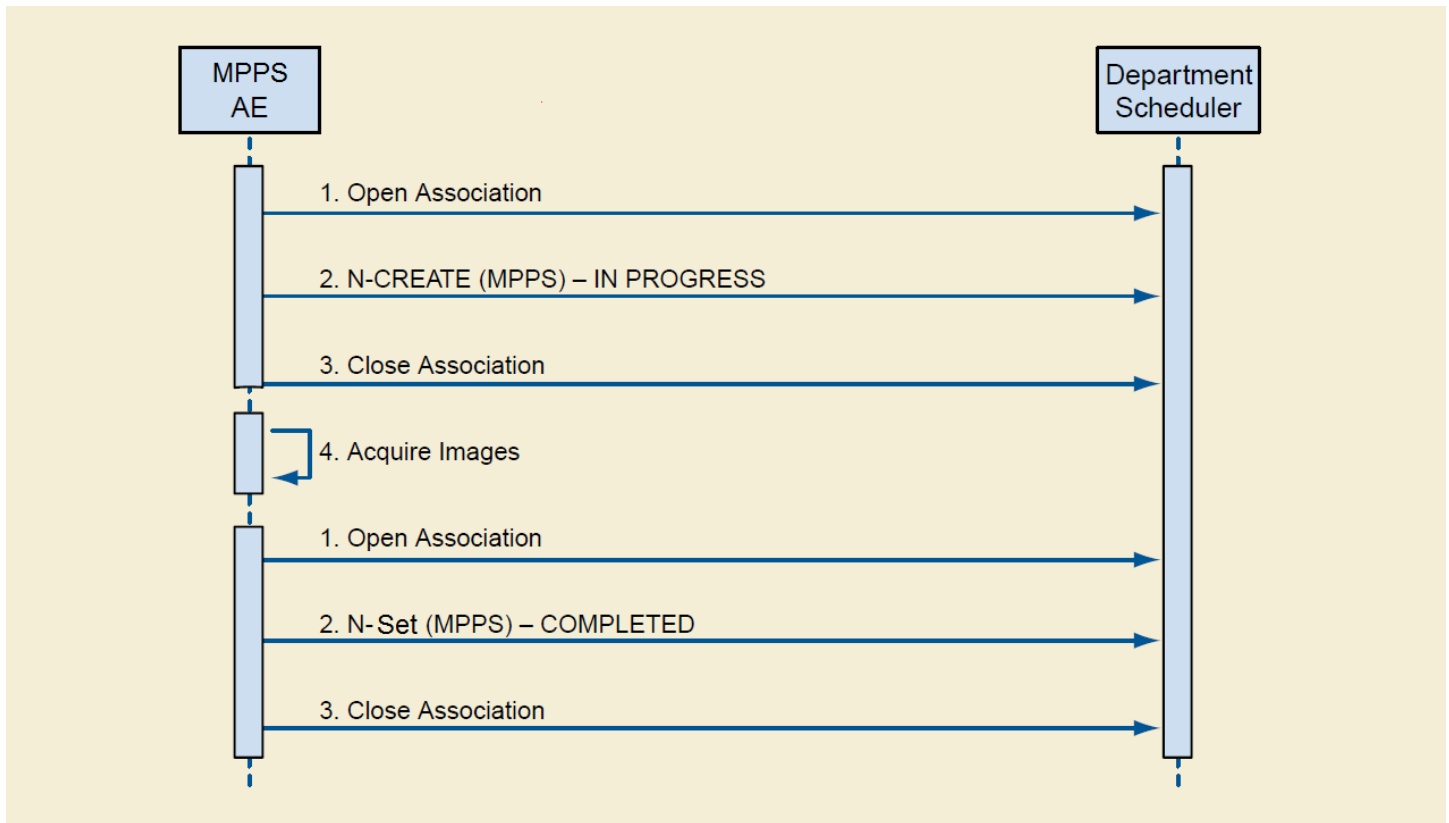 MPPS
AE
Department
Scheduler
1. Open Association
2. N-CREATE (MPPS) – IN PROGRESS
3. Close Association
4. Acquire Images
1. Open Association
2. N-Set (MPPS) – COMPLETED
3. Close Association